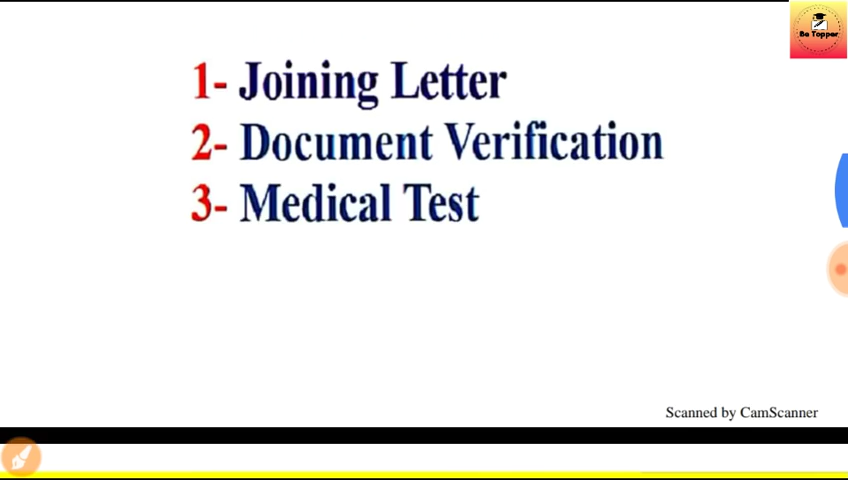 Be Topper
1- Joining Letter
2- Document Verification
3- Medical Test
Scanned by CamScanner